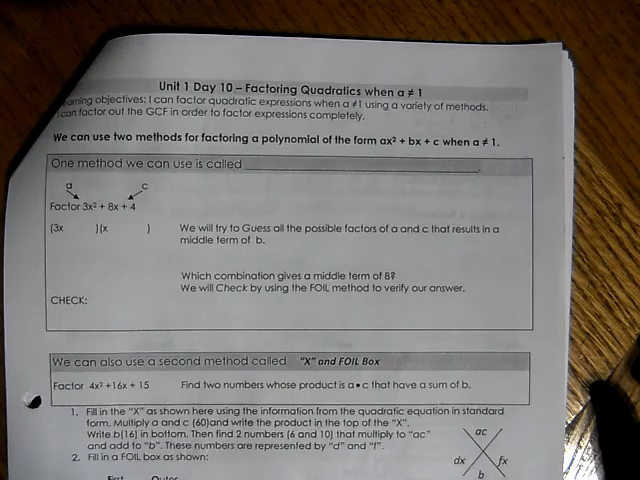 Unit 1 Day 10 – Factoring Quadratics when a ≠ 1
arning objectives: I can factor quadratic expressions when a ≠1 using a variety of methods.
can factor out the GCF in order to factor expressions completely.
We can use two methods for factoring a polynomial of the form ax² + bx + c when a ≠ 1.
One method we can use is called ___________________________.
a c
Factor 3x² + 8x + 4
(3x )(x ) We will try to Guess all the possible factors of a and c that results in a
middle term of b.
Which combination gives a middle term of 8?
We will Check by using the FOIL method to verify our answer.
CHECK:
We can also use a second method called "X" and FOIL Box
Factor 4x² +16x + 15 Find two numbers whose product is a•c that have a sum of b.
1. Fill in the "X" as shown here using the information from the quadratic equation in standard
form. Multiply a and c (60)and write the product in the top of the "X".
Write b(16) in bottom. Then find 2 numbers (6 and 10) that multiply to "ac"
and add to "b". These numbers are represented by "d" and "f".
ac
dx fx
b
2. Fill in a FOIL box as shown:
First Outer